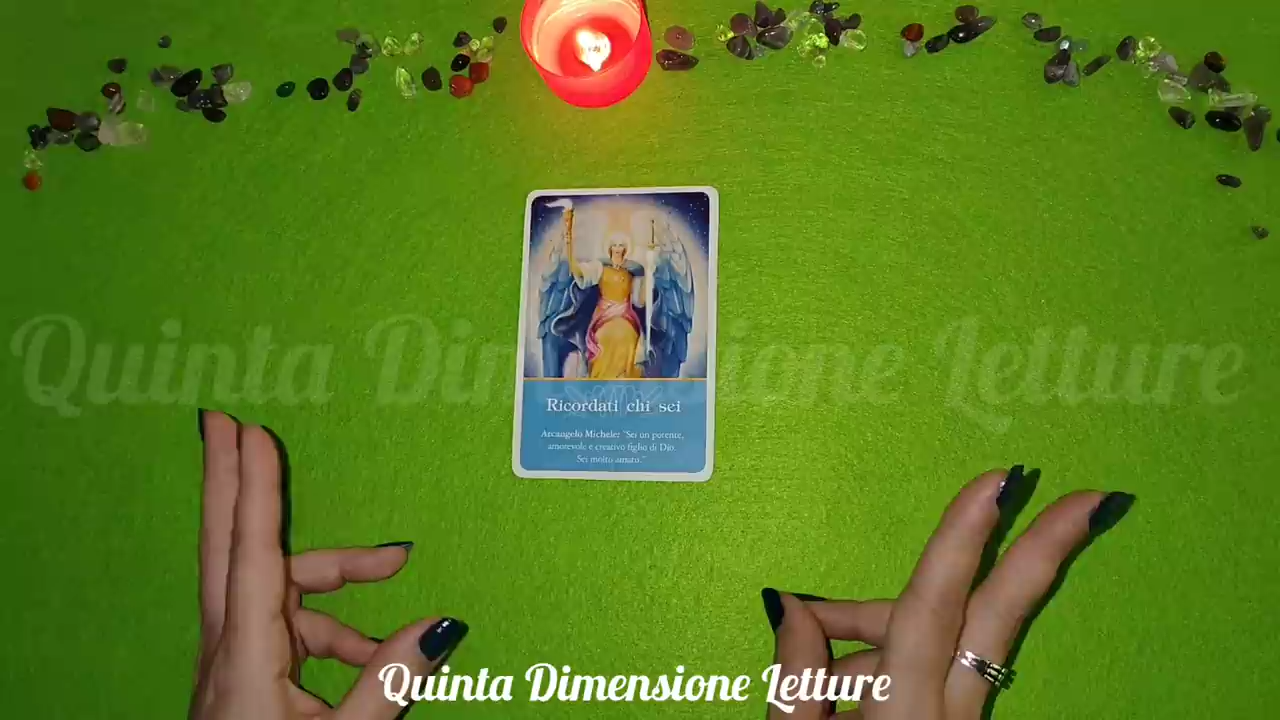 Quinta Dimensione Letture
Ricordati chi sei
Arcangelo Michele: "Sei un potente,
amorevole e creativo figlio di Dio.
Sei molto amato."
Quinta Dimensione Letture